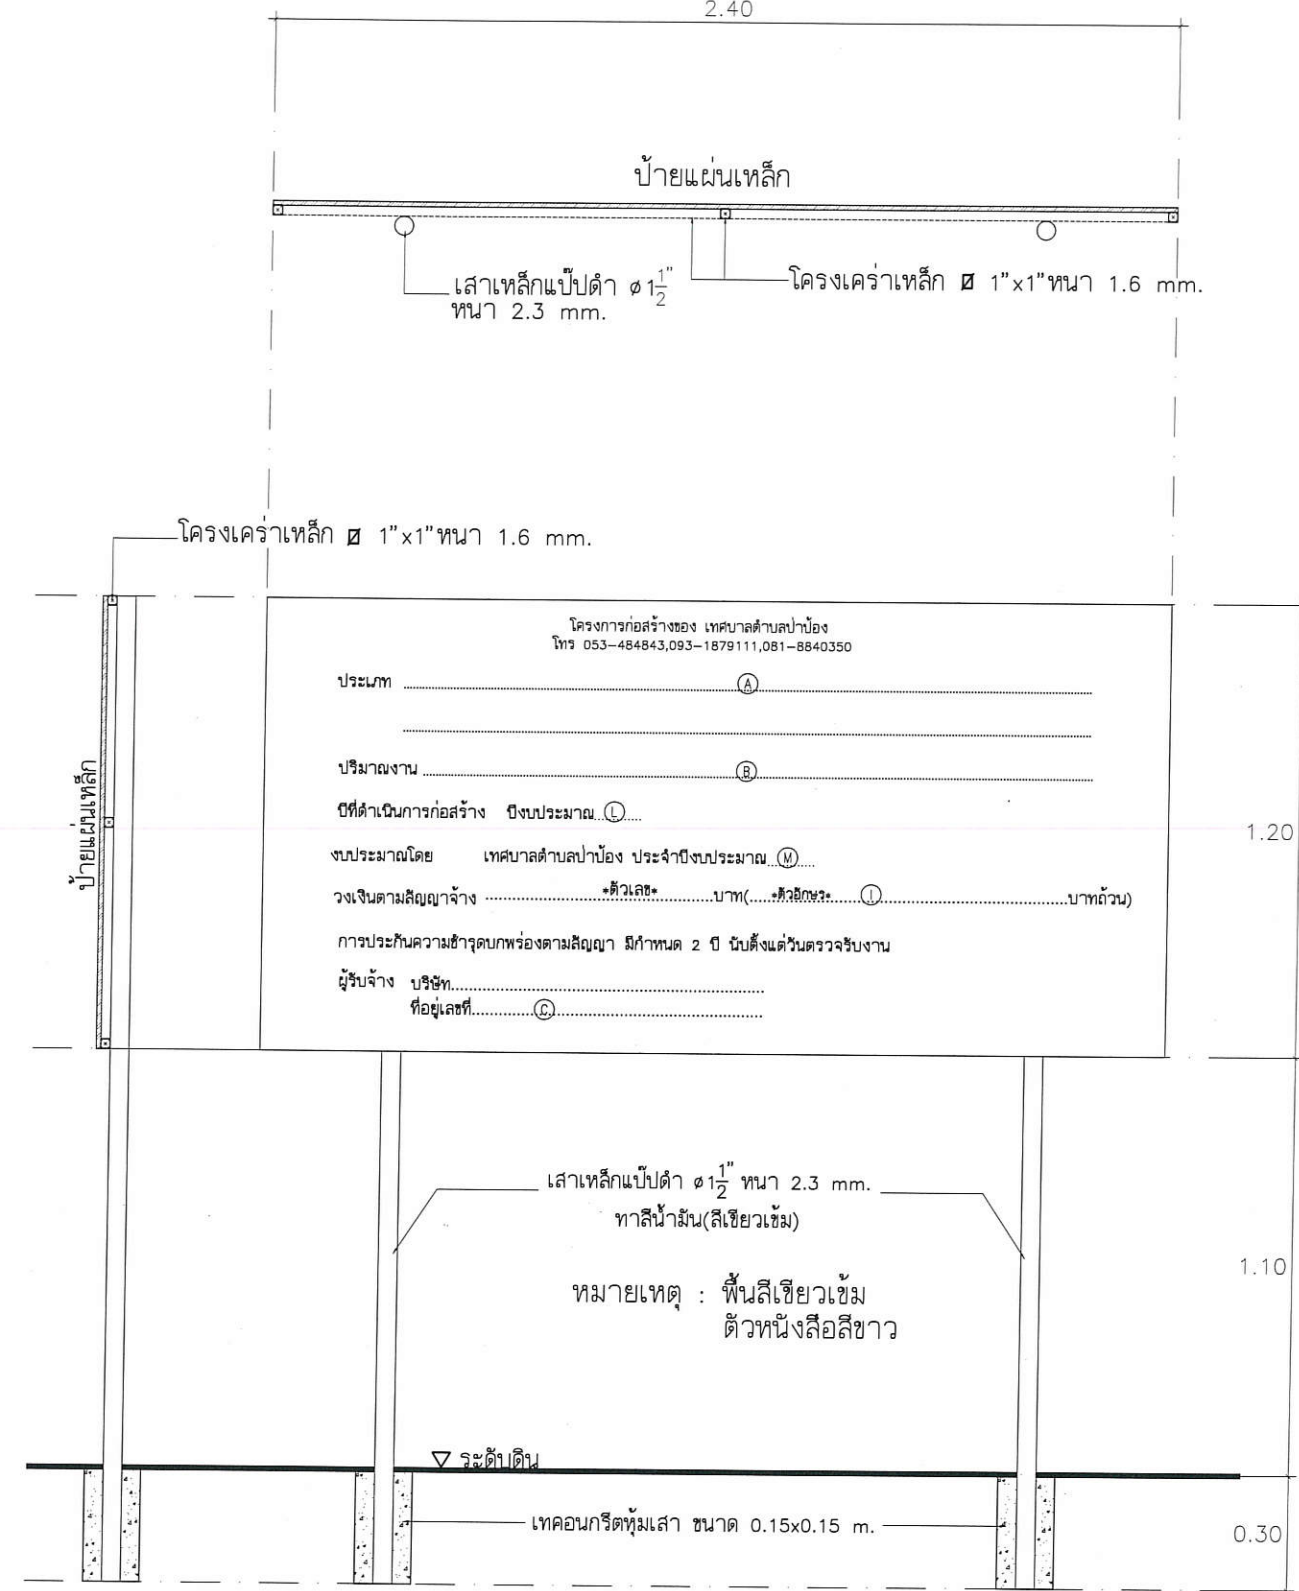 2.40
ป้ายแผ่นเหล็ก
เสาเหล็กแป๊ปดำ ø1 1/2"
หนา 2.3 mm.
โครงเคร่าเหล็ก 1"x1"หนา 1.6 mm.
โครงเคร่าเหล็ก 1"x1"หนา 1.6 mm.
โครงการก่อสร้างของ เทศบาลตำบลป่าป้อง
โทร 053-484843,093-1879111,081-8840350
ประเภท ........ A ........
ปริมาณงาน ........ B ........
ปีที่ดำเนินการก่อสร้าง ปีงบประมาณ...L....
งบประมาณโดย เทศบาลตำบลป่าป้อง ประจำปีงบประมาณ...M....
วงเงินตามสัญญาจ้าง ........*ตัวเลข*........บาท(.....*ตัวอักษร*......I........บาทถ้วน)
การประกันความชำรุดบกพร่องตามสัญญา มีกำหนด 2 ปี นับตั้งแต่วันตรวจรับงาน
ผู้รับจ้าง บริษัท........
ที่อยู่เลขที่........C........
ป้ายแผ่นเหล็ก
1.20
เสาเหล็กแป๊ปดำ ø1 1/2" หนา 2.3 mm.
ทาสีน้ำมัน(สีเขียวเข้ม)
หมายเหตุ : พื้นสีเขียวเข้ม
ตัวหนังสือสีขาว
1.10
ระดับดิน
เทคอนกรีตหุ้มเสา ขนาด 0.15x0.15 m.
0.30